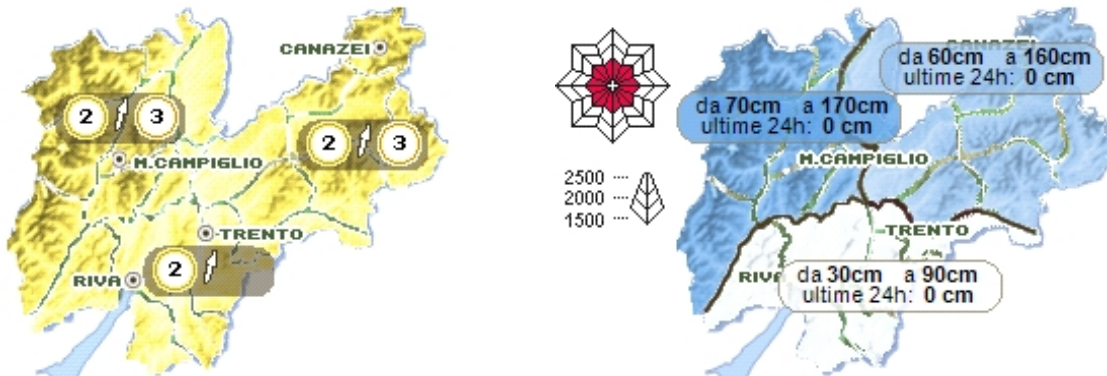 CANAZEI
2 3
2 3
M.CAMPIGLIO
TRENTO
2
RIVA
2500
2000
1500
CANAZEI
da 60cm a 160cm
ultime 24h: 0 cm
da 70cm a 170cm
ultime 24h: 0 cm
M.CAMPIGLIO
TRENTO
RIVA
da 30cm a 90cm
ultime 24h: 0 cm